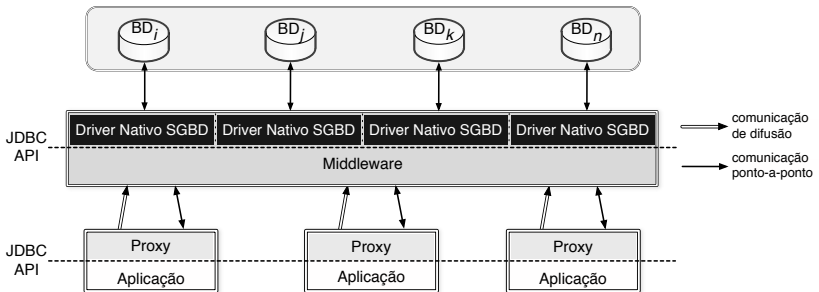 BDi BDj BDk BDn
Driver Nativo SGBD Driver Nativo SGBD Driver Nativo SGBD Driver Nativo SGBD
JDBC
API
Middleware
comunicação
de difusão
comunicação
ponto-a-ponto
Proxy Proxy Proxy
JDBC
API
Aplicação Aplicação Aplicação